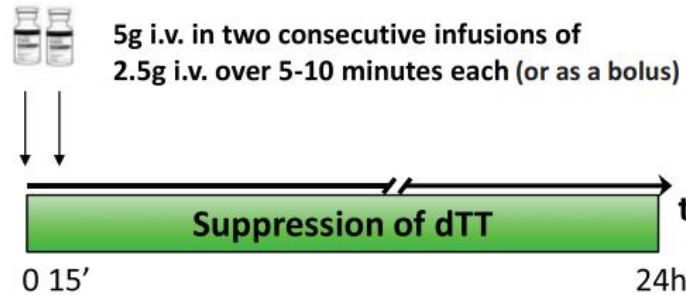 5g i.v. in two consecutive infusions of
2.5g i.v. over 5-10 minutes each (or as a bolus)
t
Suppression of dTT
0 15′ 24h